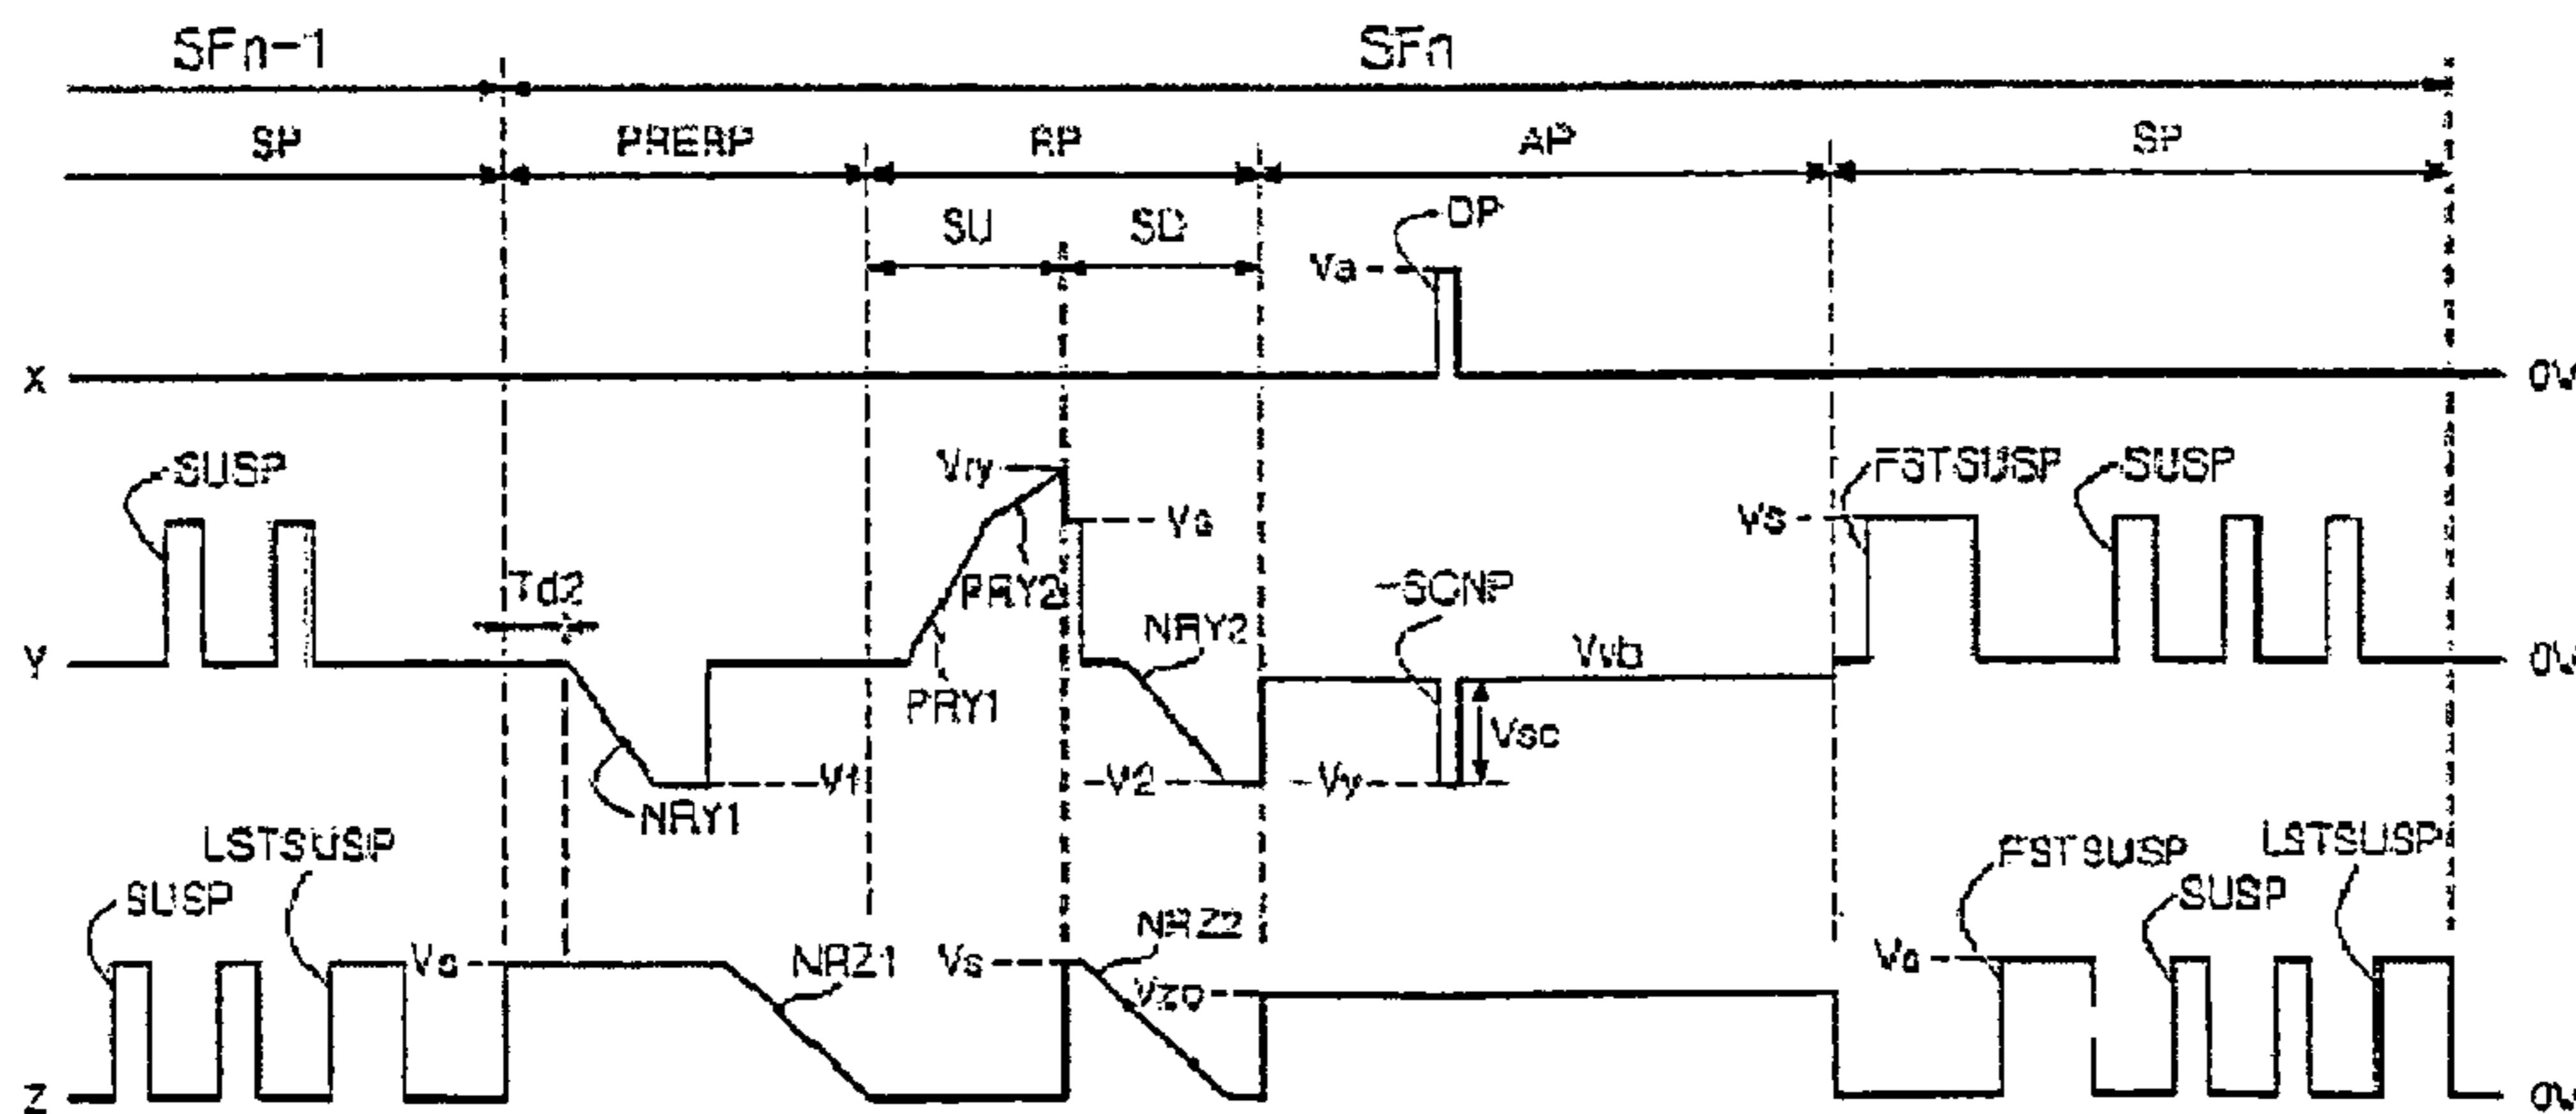 SFn-1 SFn
SP PRERP RP AP SP
SU SD DP
Va
X 0V
SUSP Vry FSTSUSP SUSP
Vs Vs
Td2 PRY2 -SCNP
NRY2
Y Vyb 0V
PRY1 Vsc
V1 V2 Vy
NRY1
LSTSUSP FSTSUSP LSTSUSP
SUSP SUSP
Vs NRZ1 Vs NRZ2 Vs
Vzb
Z 0V